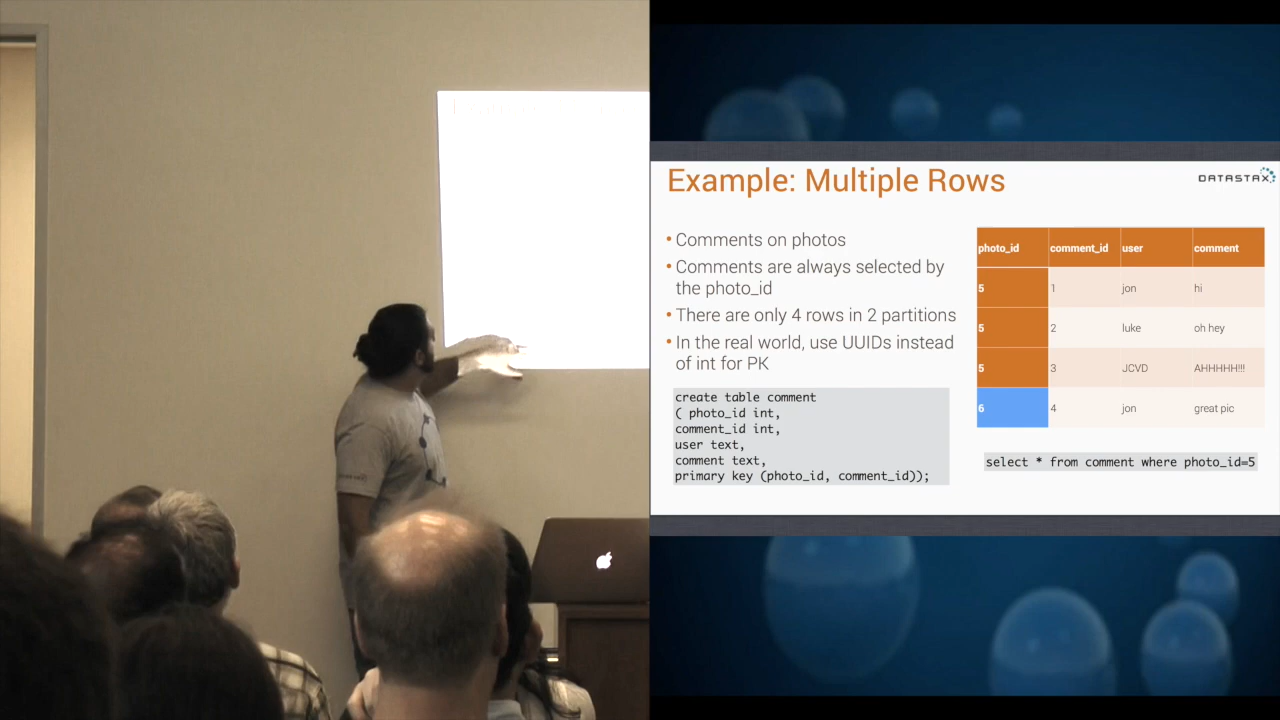 Example: Multiple Rows
DATASTAX
• Comments on photos
• Comments are always selected by
the photo_id
• There are only 4 rows in 2 partitions
• In the real world, use UUIDs instead
of int for PK
create table comment
( photo_id int,
comment_id int,
user text,
comment text,
primary key (photo_id, comment_id));
photo_id comment_id user comment
5 1 jon hi
5 2 luke oh hey
5 3 JCVD AHHHHH!!!
6 4 jon great pic
select * from comment where photo_id=5